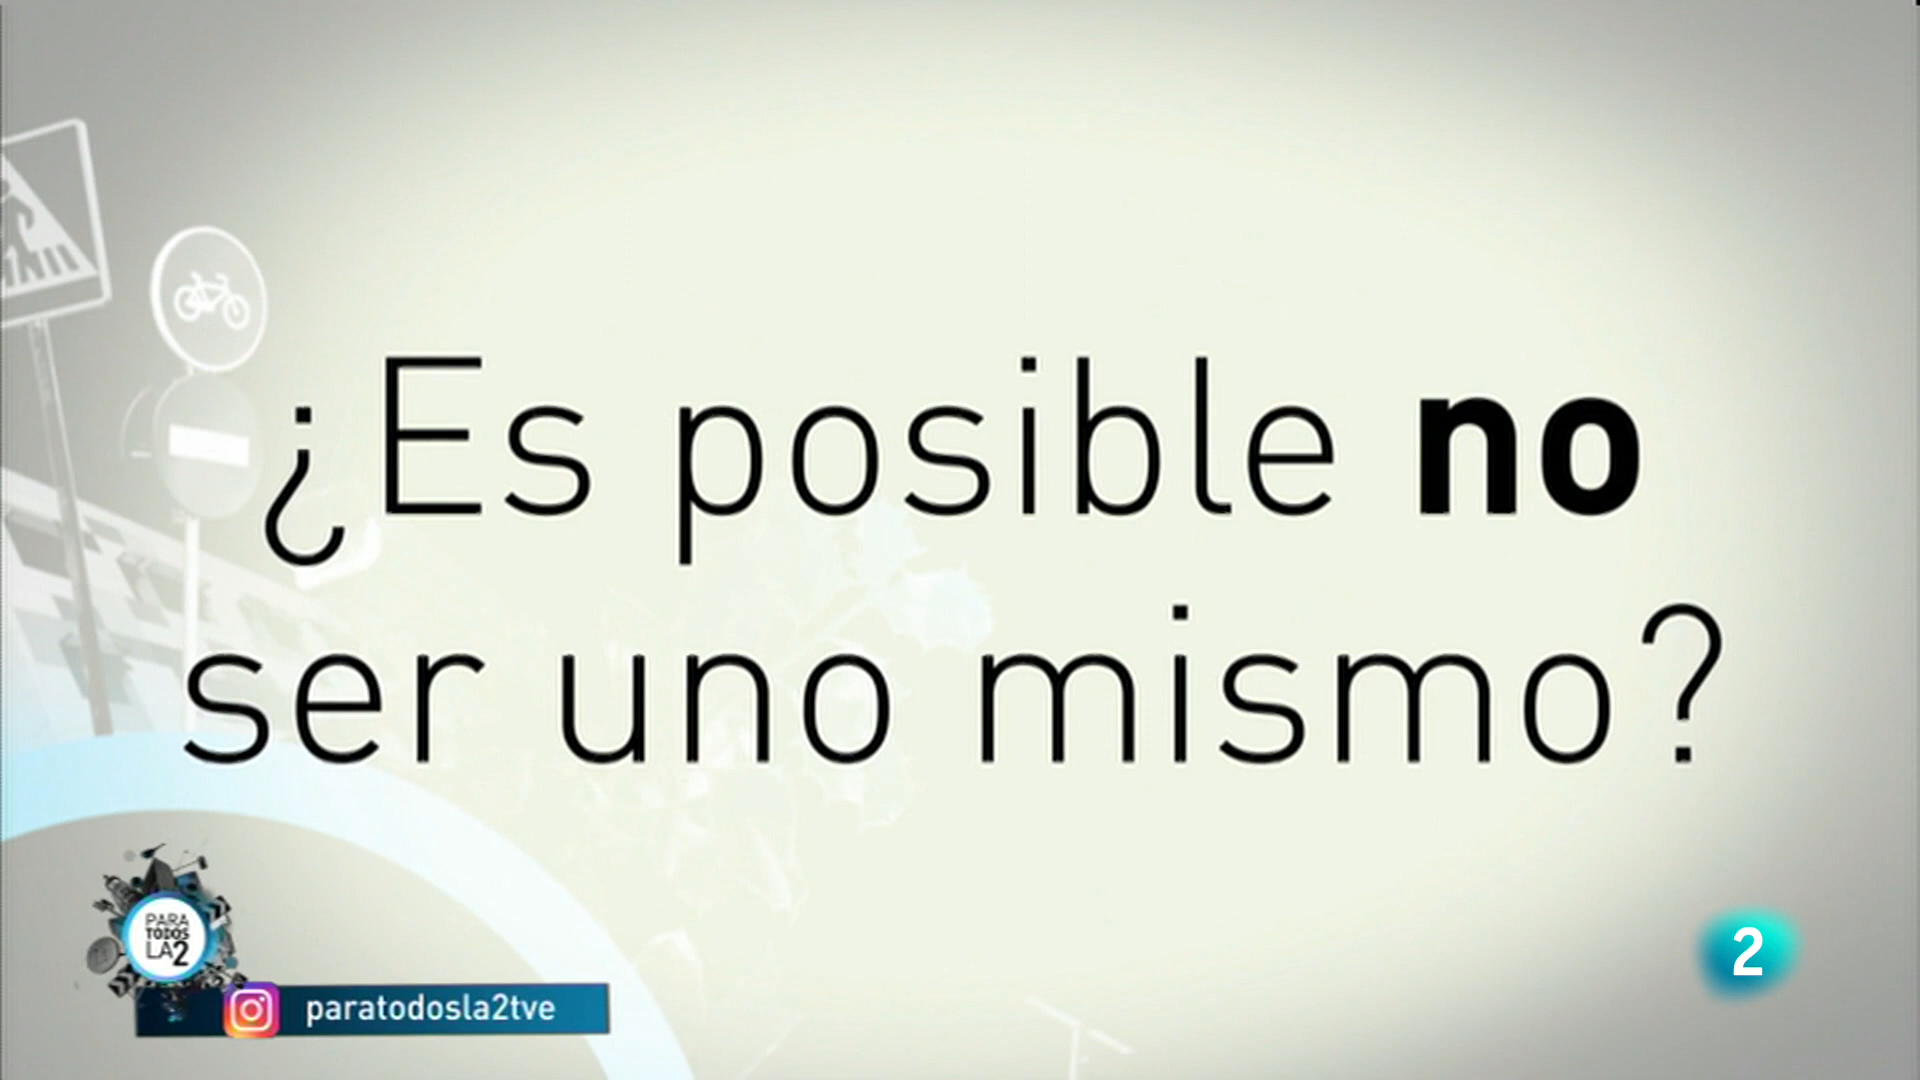 ¿Es posible no
ser uno mismo?
PARA
TODOS
LA2
paratodosla2tve
2